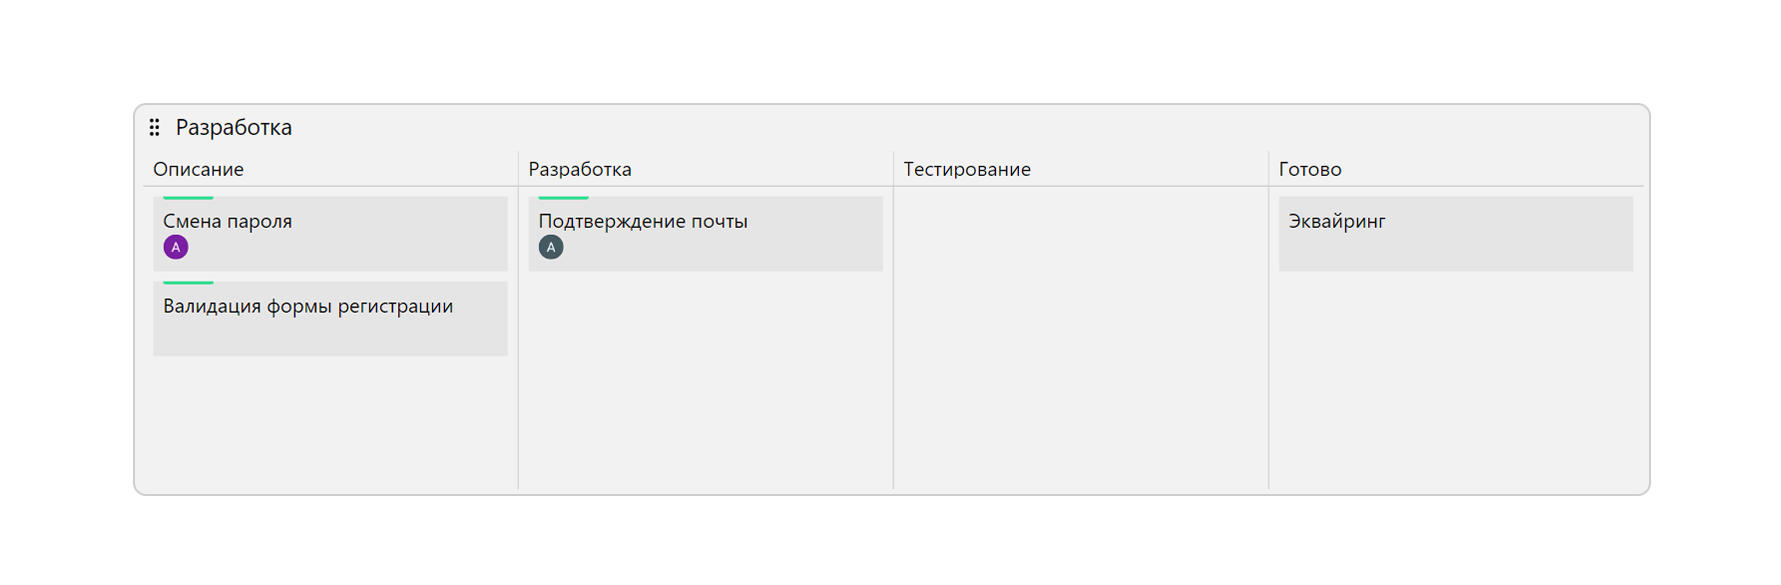 Разработка
Описание
Разработка
Тестирование
Готово
Смена пароля
A
Подтверждение почты
A
Эквайринг
Валидация формы регистрации